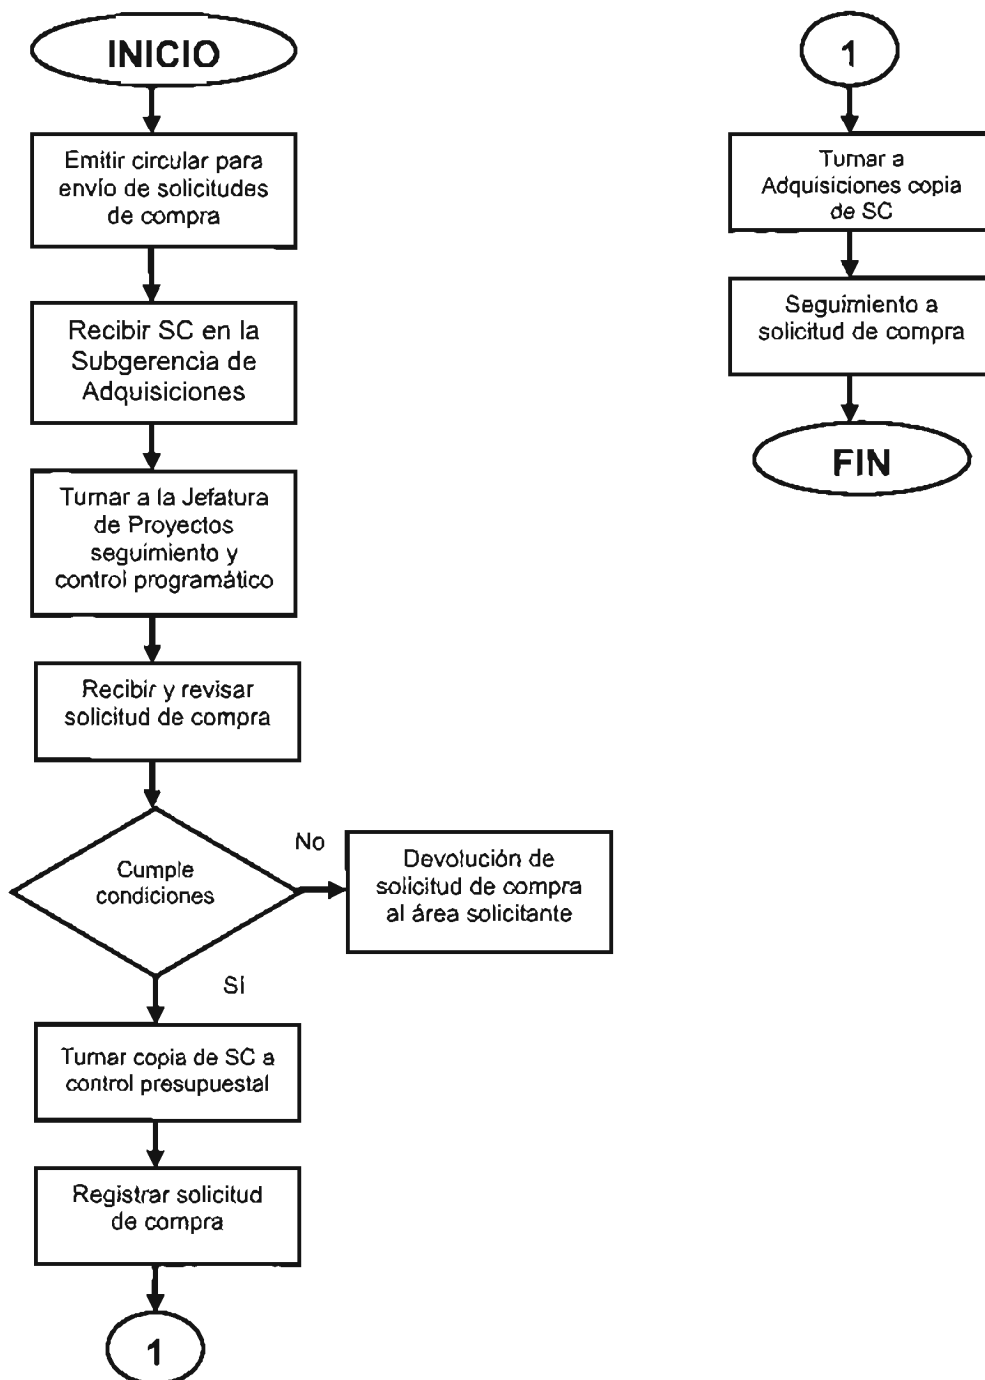 INICIO
Emitir circular para
envío de solicitudes
de compra
Recibir SC en la
Subgerencia de
Adquisiciones
Turnar a la Jefatura
de Proyectos
seguimiento y
control programático
Recibir y revisar
solicitud de compra
Cumple
condiciones
No
Devolución de
solicitud de compra
al área solicitante
Sí
Turnar copia de SC a
control presupuestal
Registrar solicitud
de compra
1
1
Turnar a
Adquisiciones copia
de SC
Seguimiento a
solicitud de compra
FIN